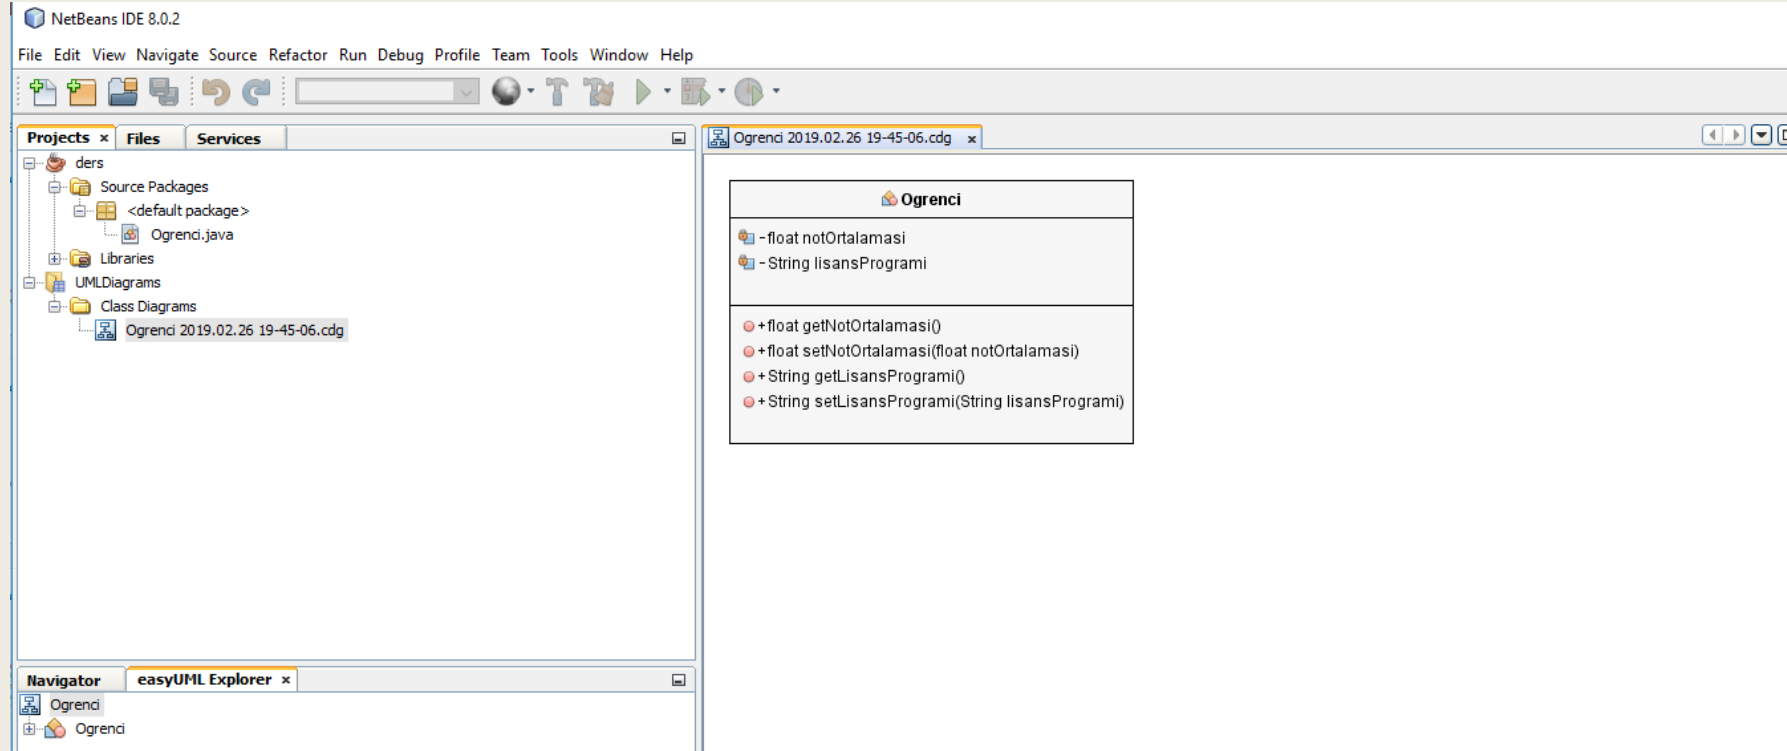 NetBeans IDE 8.0.2
File Edit View Navigate Source Refactor Run Debug Profile Team Tools Window Help
Projects × Files Services
ders
Source Packages
<default package>
Ogrenci.java
Libraries
UMLDiagrams
Class Diagrams
Ogrenci 2019.02.26 19-45-06.cdg
Navigator easyUML Explorer ×
Ogrenci
Ogrenci
Ogrenci 2019.02.26 19-45-06.cdg ×
Ogrenci
-float notOrtalamasi
-String lisansProgrami
+float getNotOrtalamasi()
+float setNotOrtalamasi(float notOrtalamasi)
+String getLisansProgrami()
+String setLisansProgrami(String lisansProgrami)